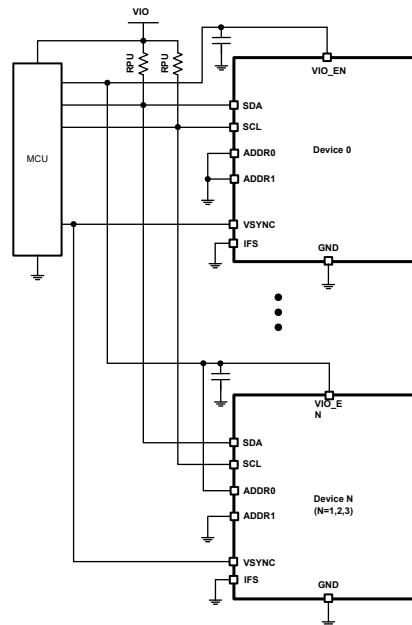 VIO
RPU
RPU
MCU
VIO_EN
SDA
SCL
ADDR0
Device 0
ADDR1
VSYNC
IFS
GND
VIO_E
N
SDA
SCL
ADDR0
Device N
(N=1,2,3)
ADDR1
VSYNC
IFS
GND